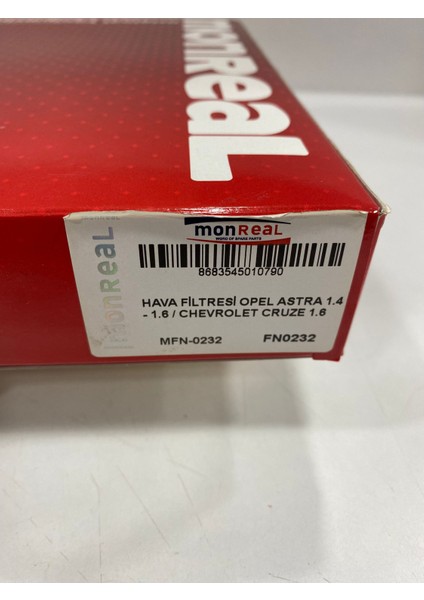 monReaL
monReaL
monReaL
WORLD OF SPARE PARTS
8683545010790
HAVA FİLTRESİ OPEL ASTRA 1.4
- 1.6 / CHEVROLET CRUZE 1.6
MFN-0232 FN0232